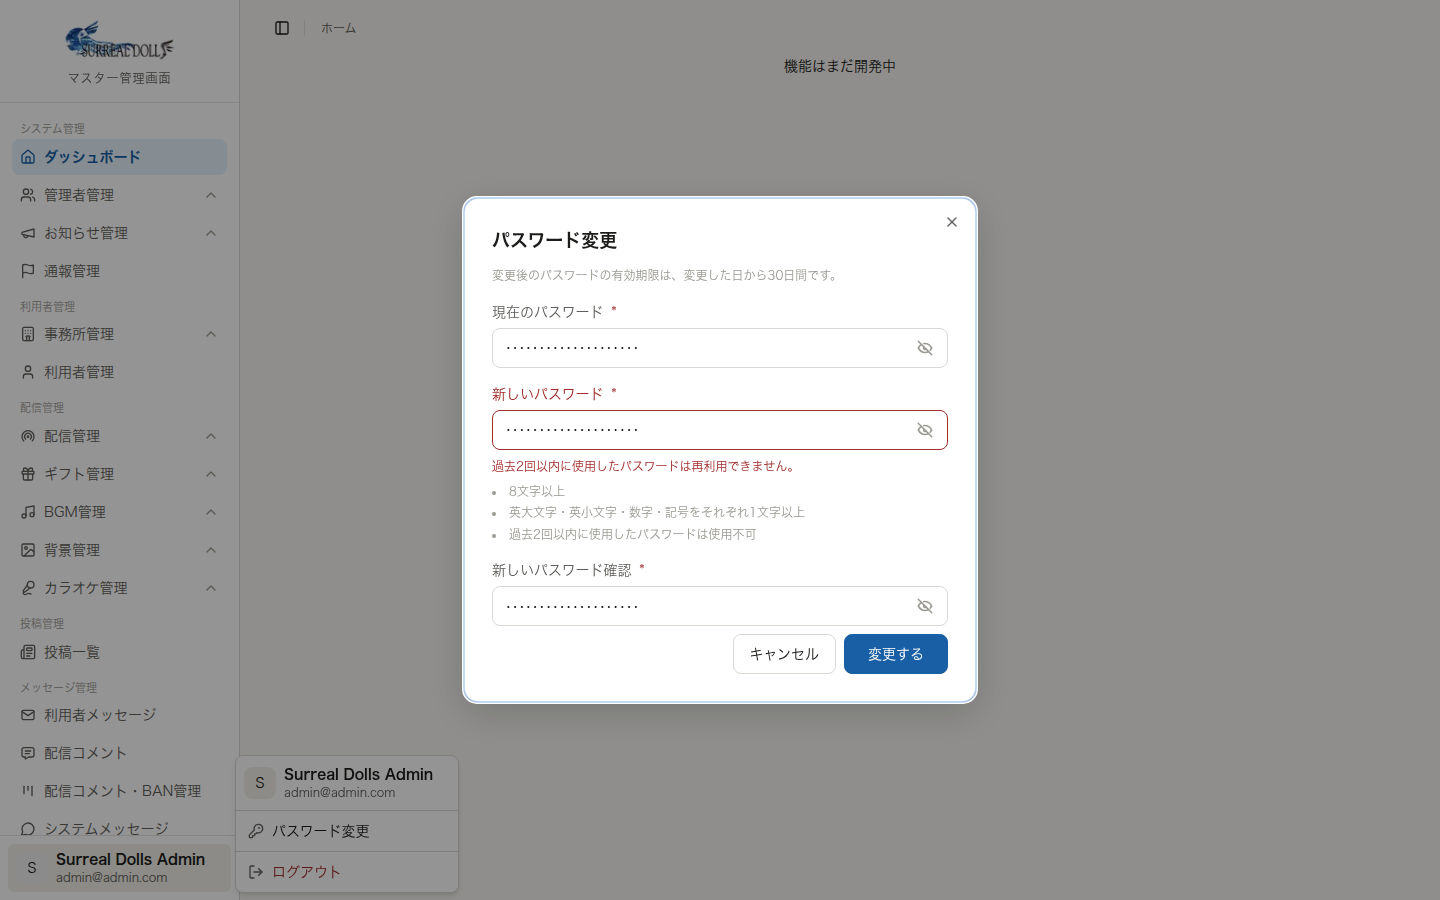 SURREAL DOLLS
マスター管理画面
システム管理
ダッシュボード
管理者管理
お知らせ管理
通報管理
利用者管理
事務所管理
利用者管理
配信管理
配信管理
ギフト管理
BGM管理
背景管理
カラオケ管理
投稿管理
投稿一覧
メッセージ管理
利用者メッセージ
配信コメント
配信コメント・BAN管理
システムメッセージ
S
Surreal Dolls Admin
admin@admin.com
ホーム
機能はまだ開発中
パスワード変更
変更後のパスワードの有効期限は、変更した日から30日間です。
現在のパスワード *
新しいパスワード *
過去2回以内に使用したパスワードは再利用できません。
• 8文字以上
• 英大文字・英小文字・数字・記号をそれぞれ1文字以上
• 過去2回以内に使用したパスワードは使用不可
新しいパスワード確認 *
キャンセル
変更する
S
Surreal Dolls Admin
admin@admin.com
パスワード変更
ログアウト